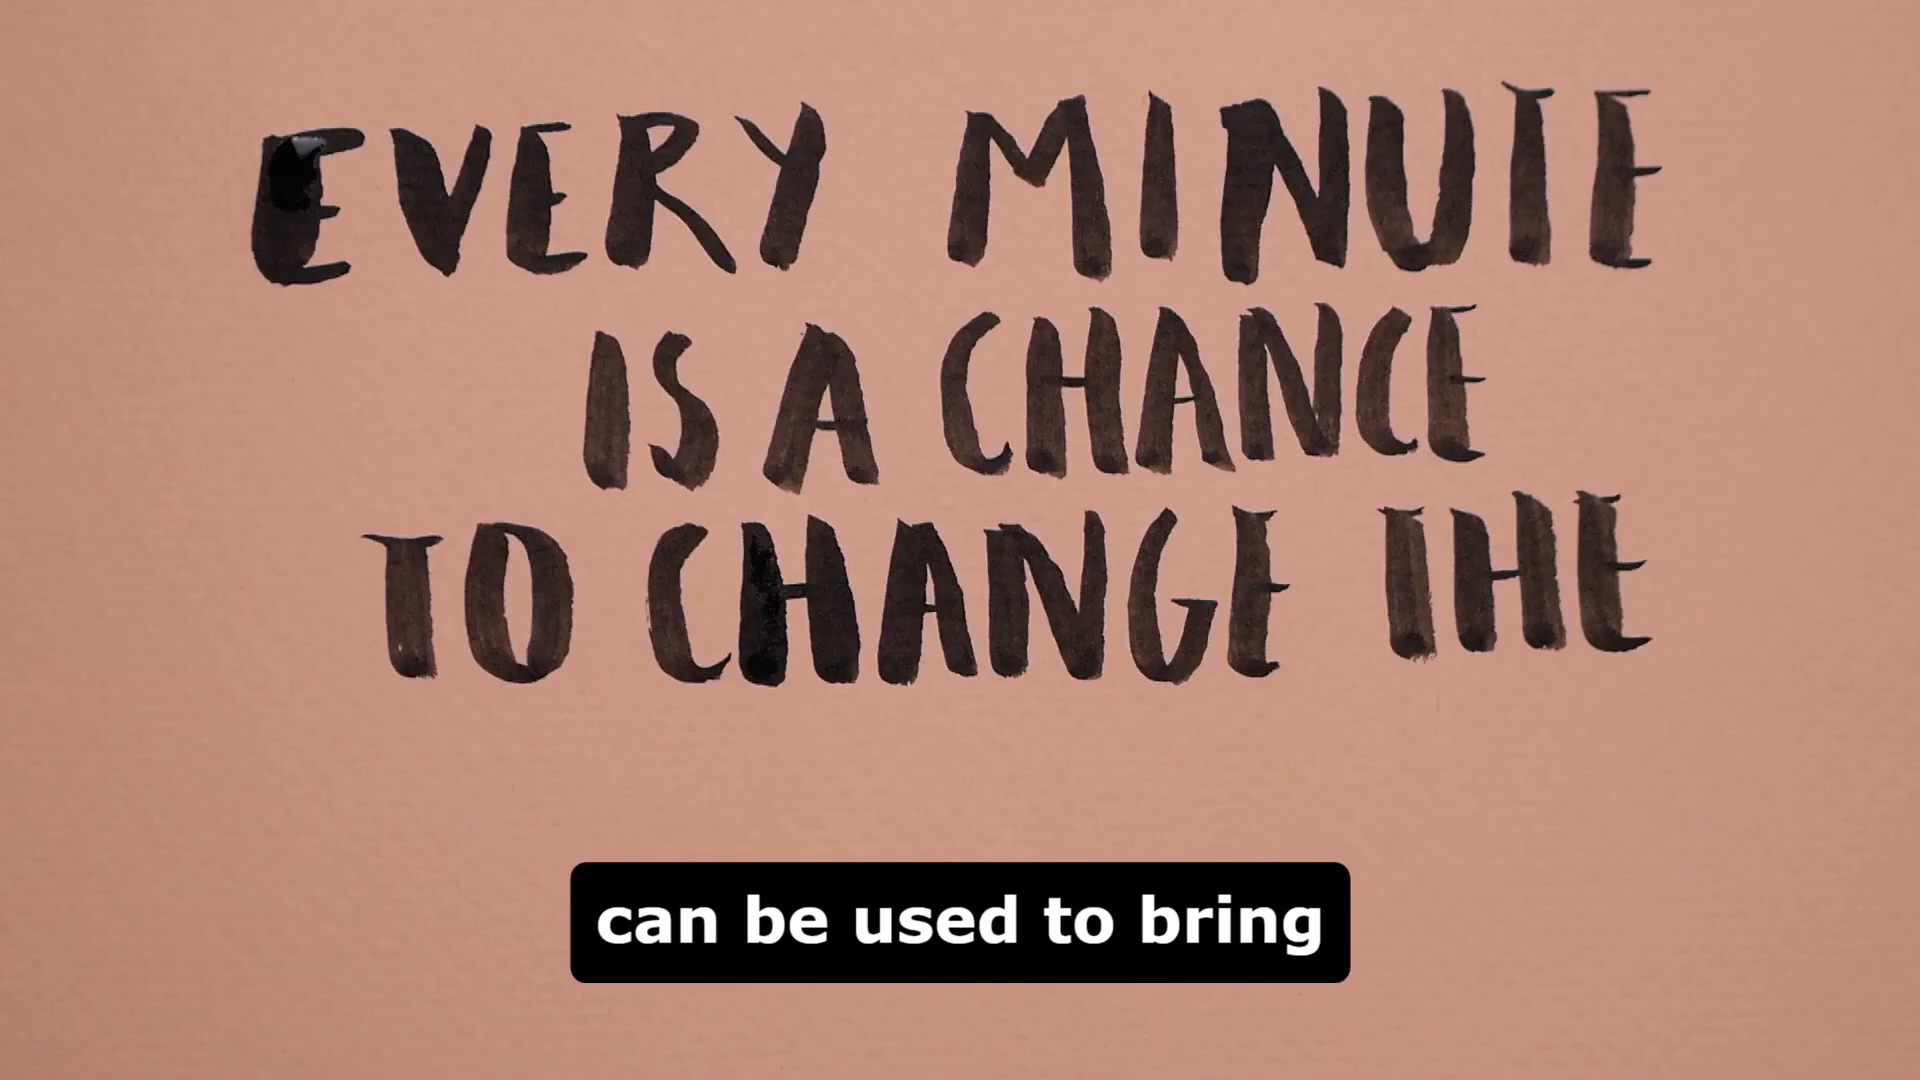 EVERY MINUTE
IS A CHANCE
TO CHANGE THE
can be used to bring